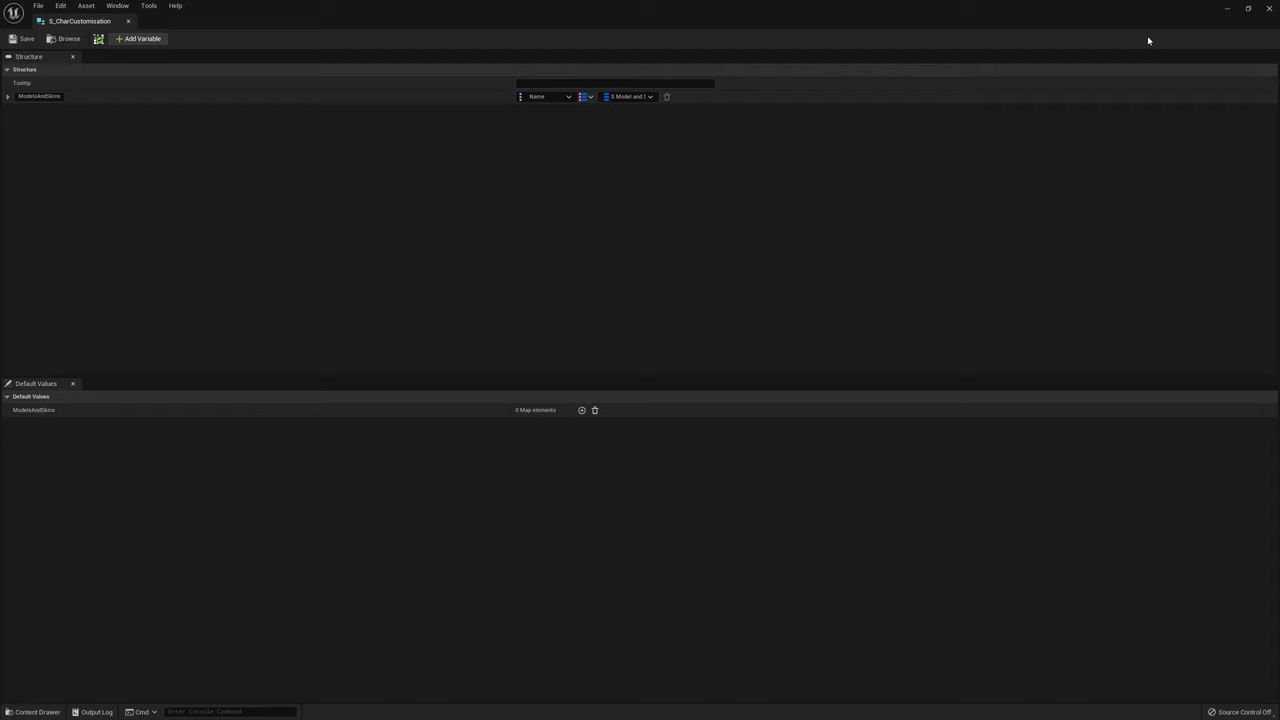 File Edit Asset Window Tools Help
S_CharCustomisation
Save Browse Add Variable
Structure
Structure
Tooltip
ModelsAndSkins Name S Model and S
Default Values
Default Values
ModelsAndSkins 0 Map elements
Content Drawer Output Log Cmd Enter Console Command Source Control Off